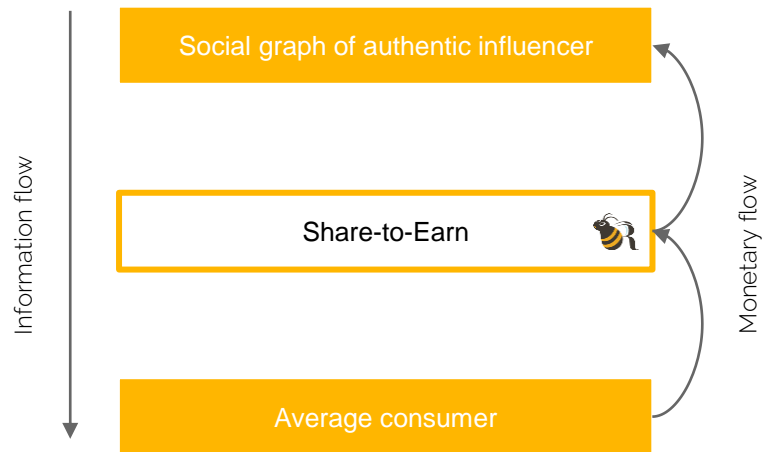 Social graph of authentic influencer
Information flow
Share-to-Earn
Monetary flow
Average consumer